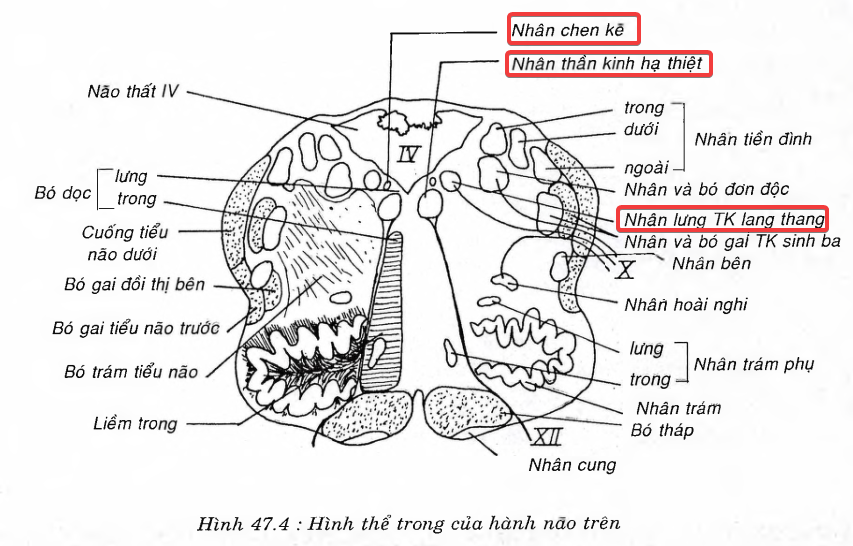 Nhân chen kẽ
Nhân thần kinh hạ thiệt
Não thất IV
IV
Bó dọc
lưng
trong
Cuống tiểu
não dưới
Bó gai đồi thị bên
Bó gai tiểu não trước
Bó trám tiểu não
Liềm trong
trong
dưới
ngoài
Nhân tiền đình
Nhân và bó đơn độc
Nhân lưng TK lang thang
Nhân và bó gai TK sinh ba
X
Nhân bên
Nhân hoài nghi
lưng
trong
Nhân trám phụ
Nhân trám
Bó tháp
XII
Nhân cung
Hình 47.4 : Hình thể trong của hành não trên